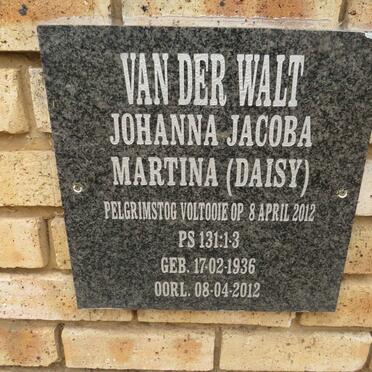 VAN DER WALT
JOHANNA JACOBA
MARTINA (DAISY)
PELGRIMSTOG VOLTOOIE OP 8 APRIL 2012
PS 131:1-3
GEB. 17-02-1936
OORL. 08-04-2012